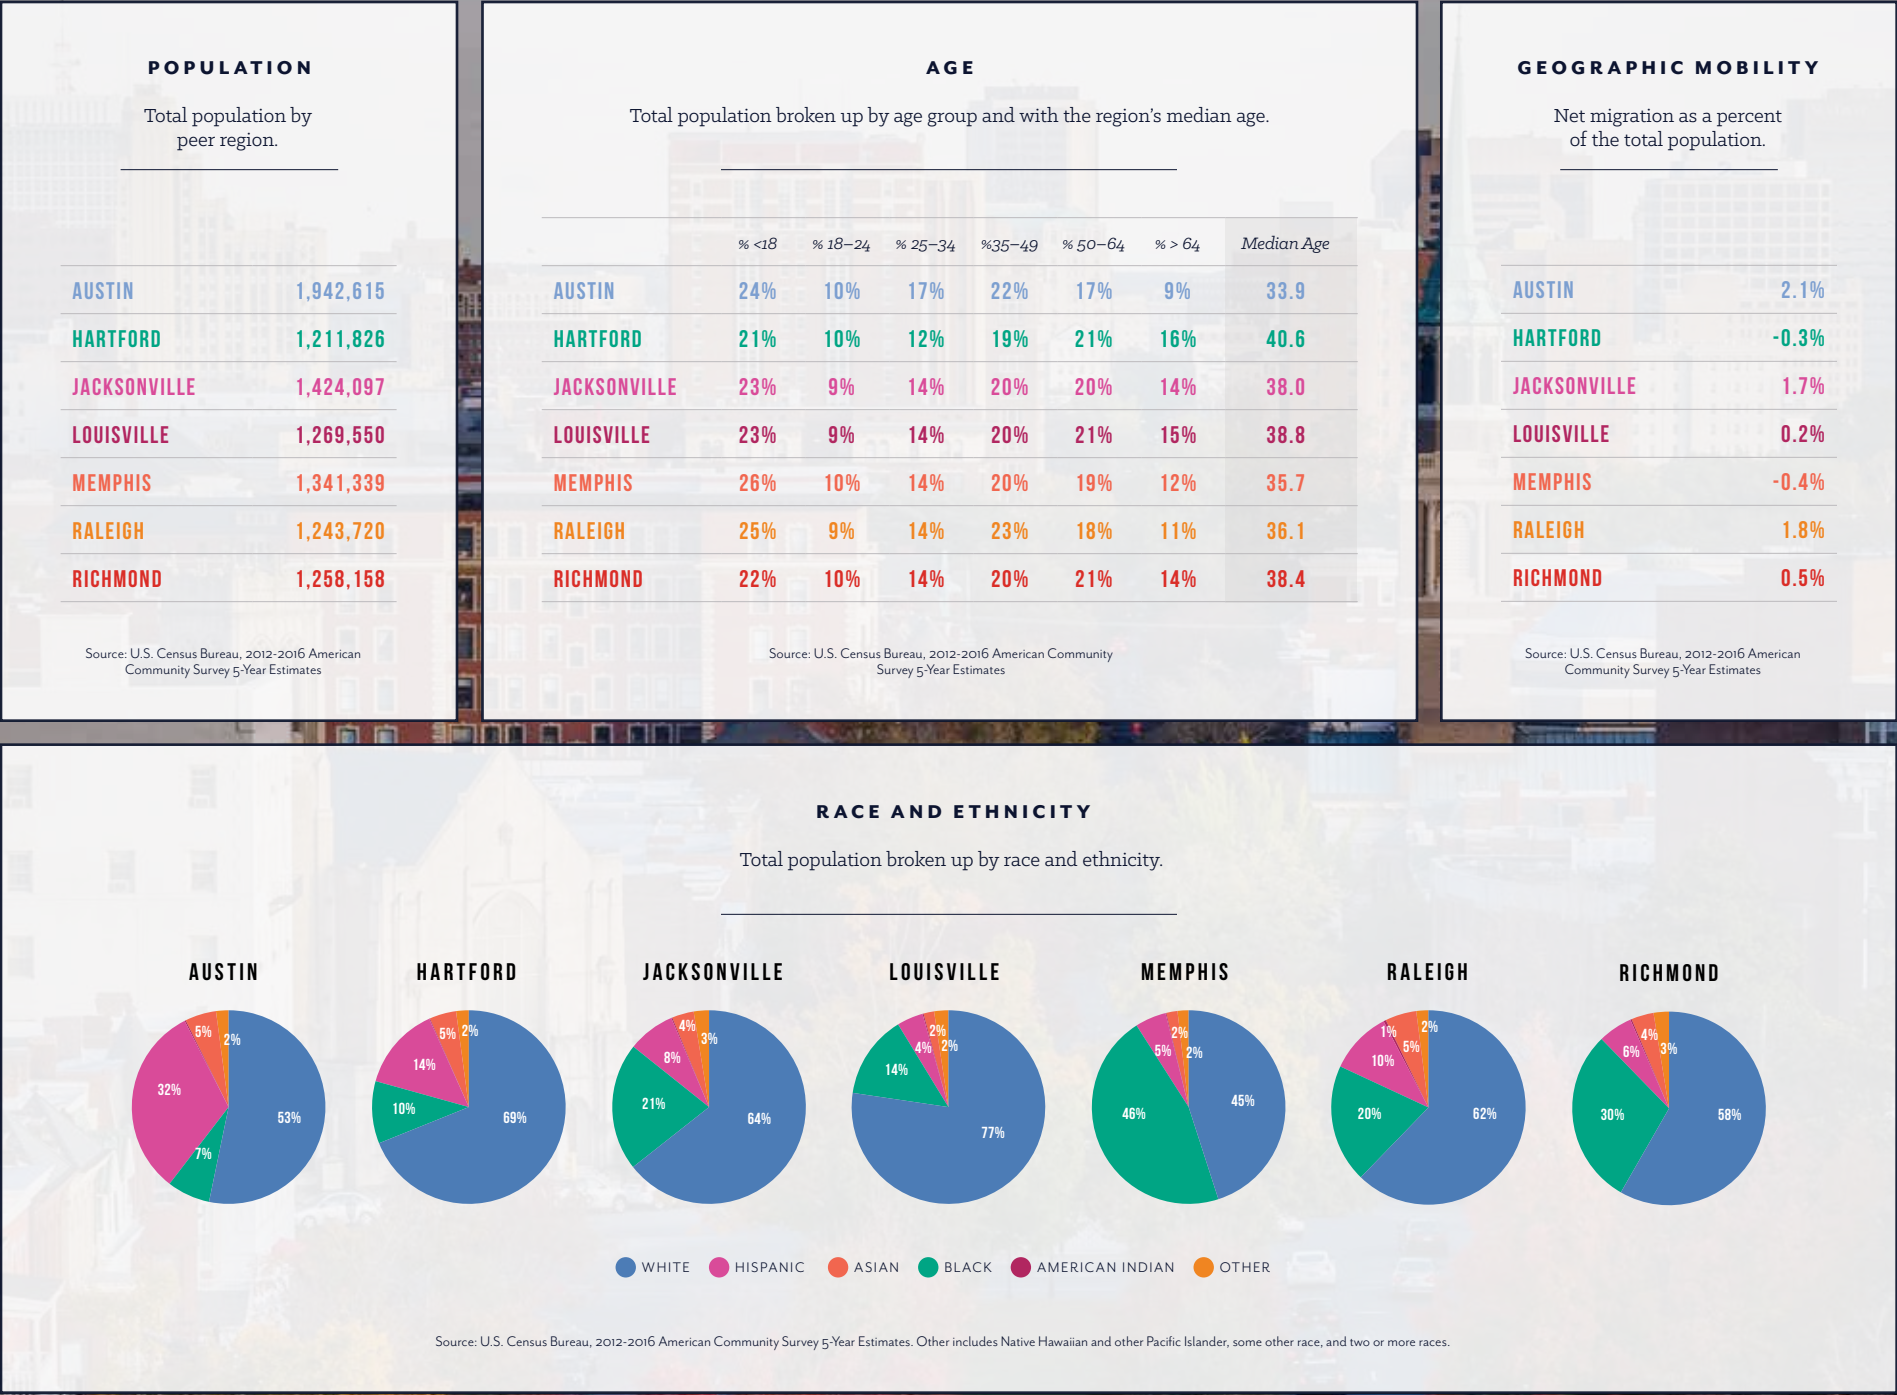 POPULATION
Total population by
peer region.
AUSTIN 1,942,615
HARTFORD 1,211,826
JACKSONVILLE 1,424,097
LOUISVILLE 1,269,550
MEMPHIS 1,341,339
RALEIGH 1,243,720
RICHMOND 1,258,158
Source: U.S. Census Bureau, 2012-2016 American
Community Survey 5-Year Estimates
AGE
Total population broken up by age group and with the region's median age.
% <18 % 18–24 % 25–34 %35–49 % 50–64 % > 64 Median Age
AUSTIN 24% 10% 17% 22% 17% 9% 33.9
HARTFORD 21% 10% 12% 19% 21% 16% 40.6
JACKSONVILLE 23% 9% 14% 20% 20% 14% 38.0
LOUISVILLE 23% 9% 14% 20% 21% 15% 38.8
MEMPHIS 26% 10% 14% 20% 19% 12% 35.7
RALEIGH 25% 9% 14% 23% 18% 11% 36.1
RICHMOND 22% 10% 14% 20% 21% 14% 38.4
Source: U.S. Census Bureau, 2012-2016 American Community
Survey 5-Year Estimates
GEOGRAPHIC MOBILITY
Net migration as a percent
of the total population.
AUSTIN 2.1%
HARTFORD -0.3%
JACKSONVILLE 1.7%
LOUISVILLE 0.2%
MEMPHIS -0.4%
RALEIGH 1.8%
RICHMOND 0.5%
Source: U.S. Census Bureau, 2012-2016 American
Community Survey 5-Year Estimates
RACE AND ETHNICITY
Total population broken up by race and ethnicity.
AUSTIN
5% 2%
32%
53%
7%
HARTFORD
5% 2%
14%
10%
69%
JACKSONVILLE
4% 3%
8%
21%
64%
LOUISVILLE
2%
4% 2%
14%
77%
MEMPHIS
2%
5% 2%
45%
46%
RALEIGH
1% 2%
5%
10%
20% 62%
RICHMOND
4% 3%
6%
30% 58%
WHITE HISPANIC ASIAN BLACK AMERICAN INDIAN OTHER
Source: U.S. Census Bureau, 2012-2016 American Community Survey 5-Year Estimates. Other includes Native Hawaiian and other Pacific Islander, some other race, and two or more races.